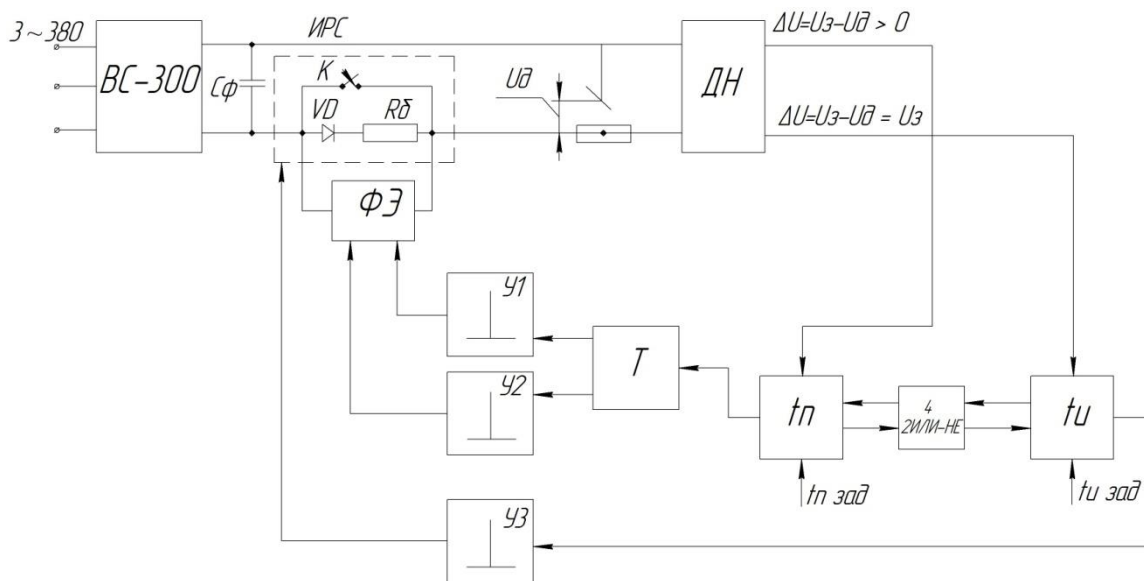 3~380
ВС-300
Сф
ИРС
К
VD
Rδ
Uд
ДН
ΔU=Uз-Uд > 0
ΔU=Uз-Uд = Uз
ФЭ
У1
У2
Т
tп
4
2ИЛИ-НЕ
tи
tп зад
tи зад
У3